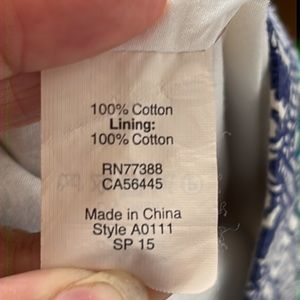 100% Cotton
Lining:
100% Cotton
RN77388
CA56445
Made in China
Style A0111
SP 15